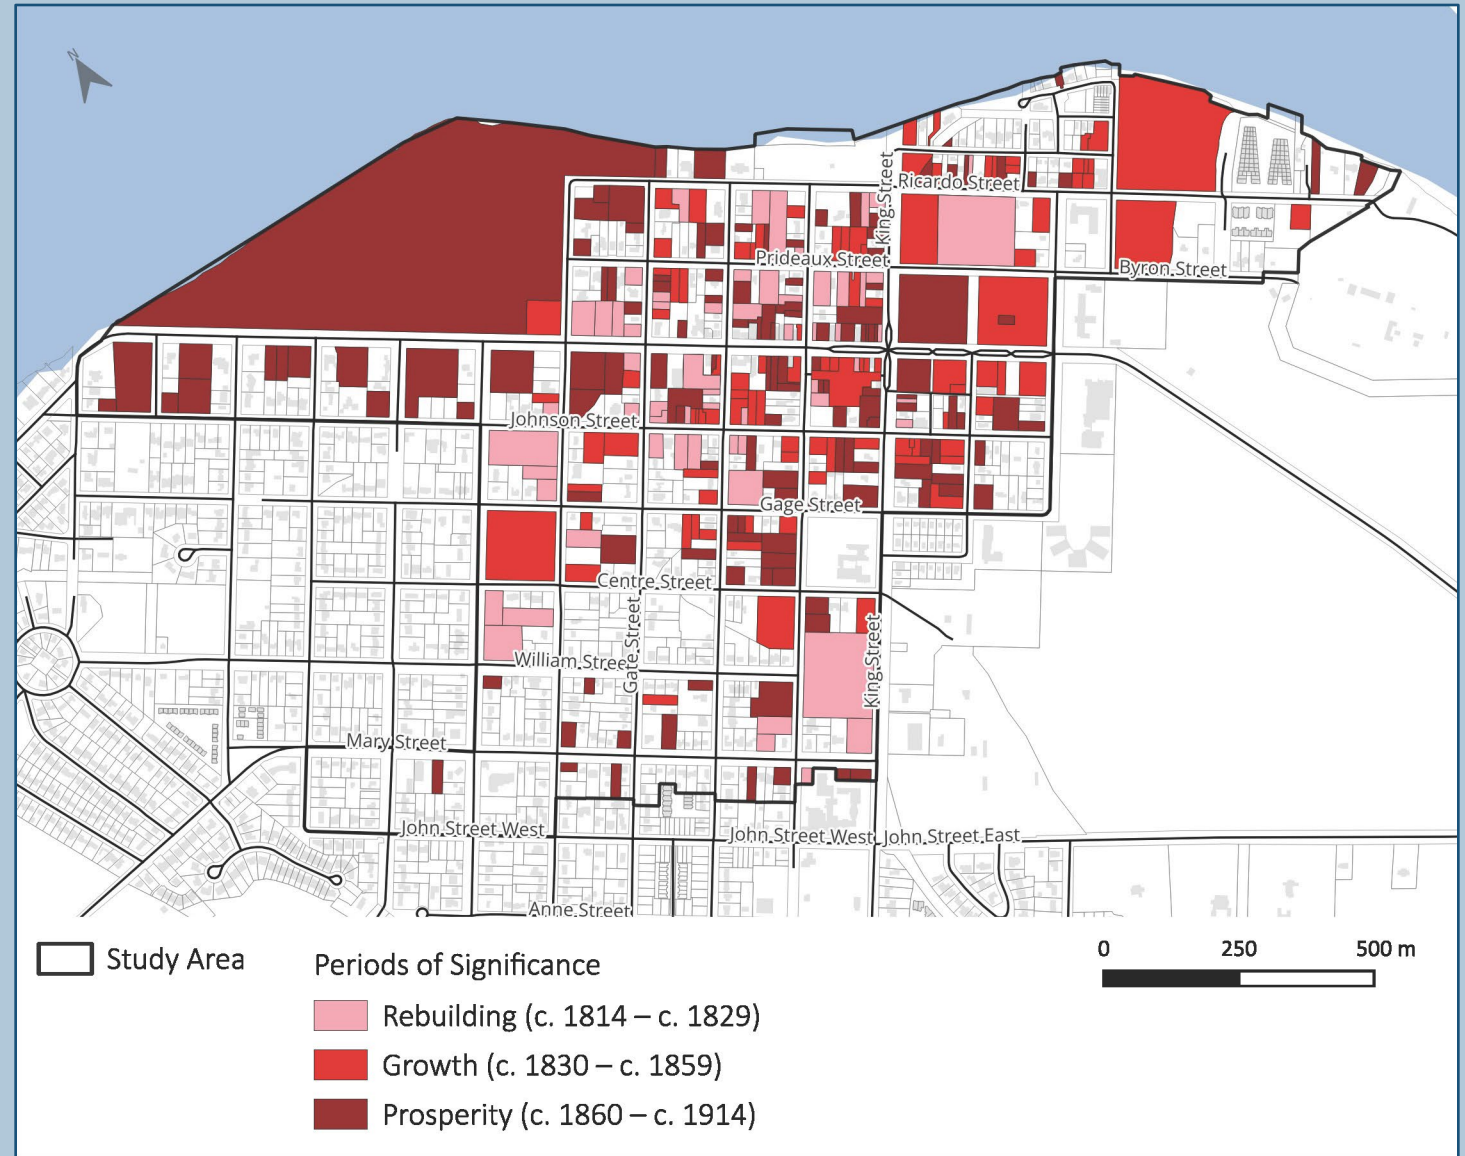 N
King Street
Ricardo Street
Prideaux Street
Byron Street
Johnson Street
Gage Street
Centre Street
Gate Street
William Stree
King Street
Mary Street
John Street West
John Street West
John Street East
Anne Street
Study Area
Periods of Significance
Rebuilding (c. 1814 – c. 1829)
Growth (c. 1830 – c. 1859)
Prosperity (c. 1860 – c. 1914)
0 250 500 m